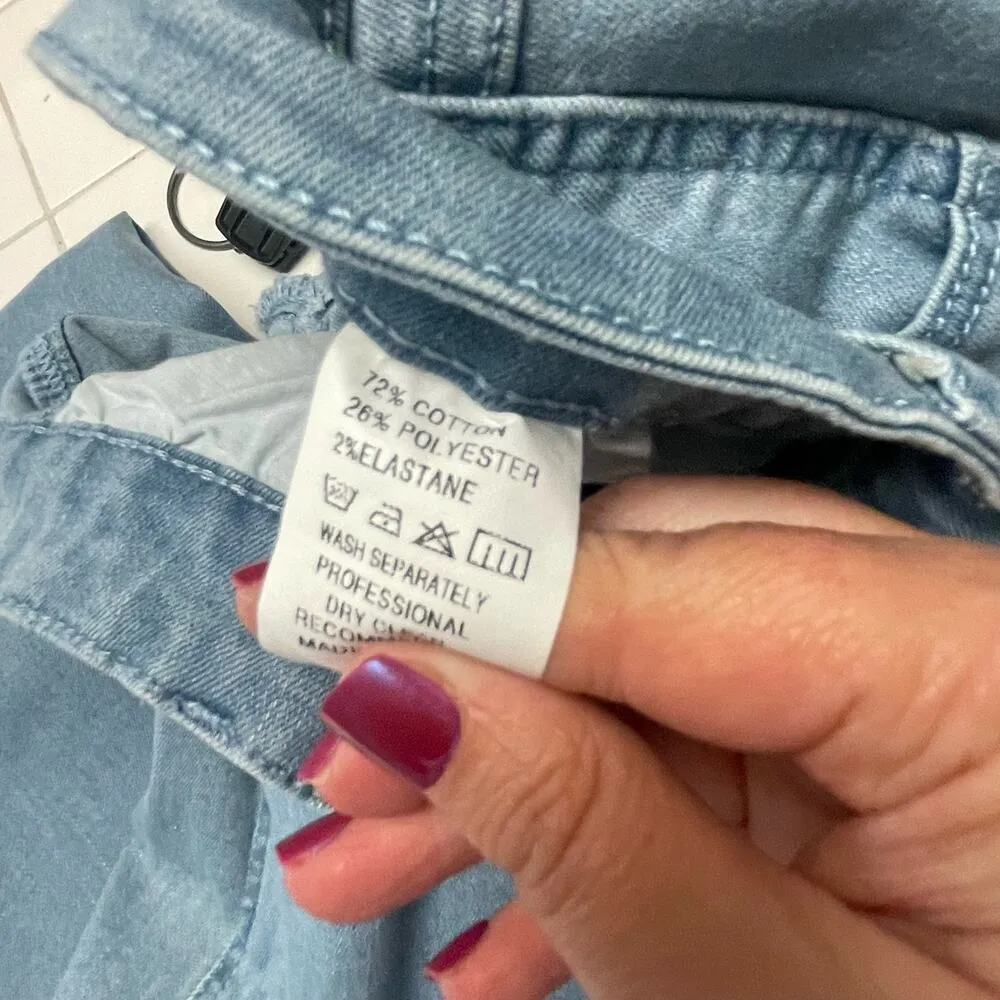 72% COTTON
26% POLYESTER
2%ELASTANE
WASH SEPARATELY
PROFESSIONAL
DRY CLEAN